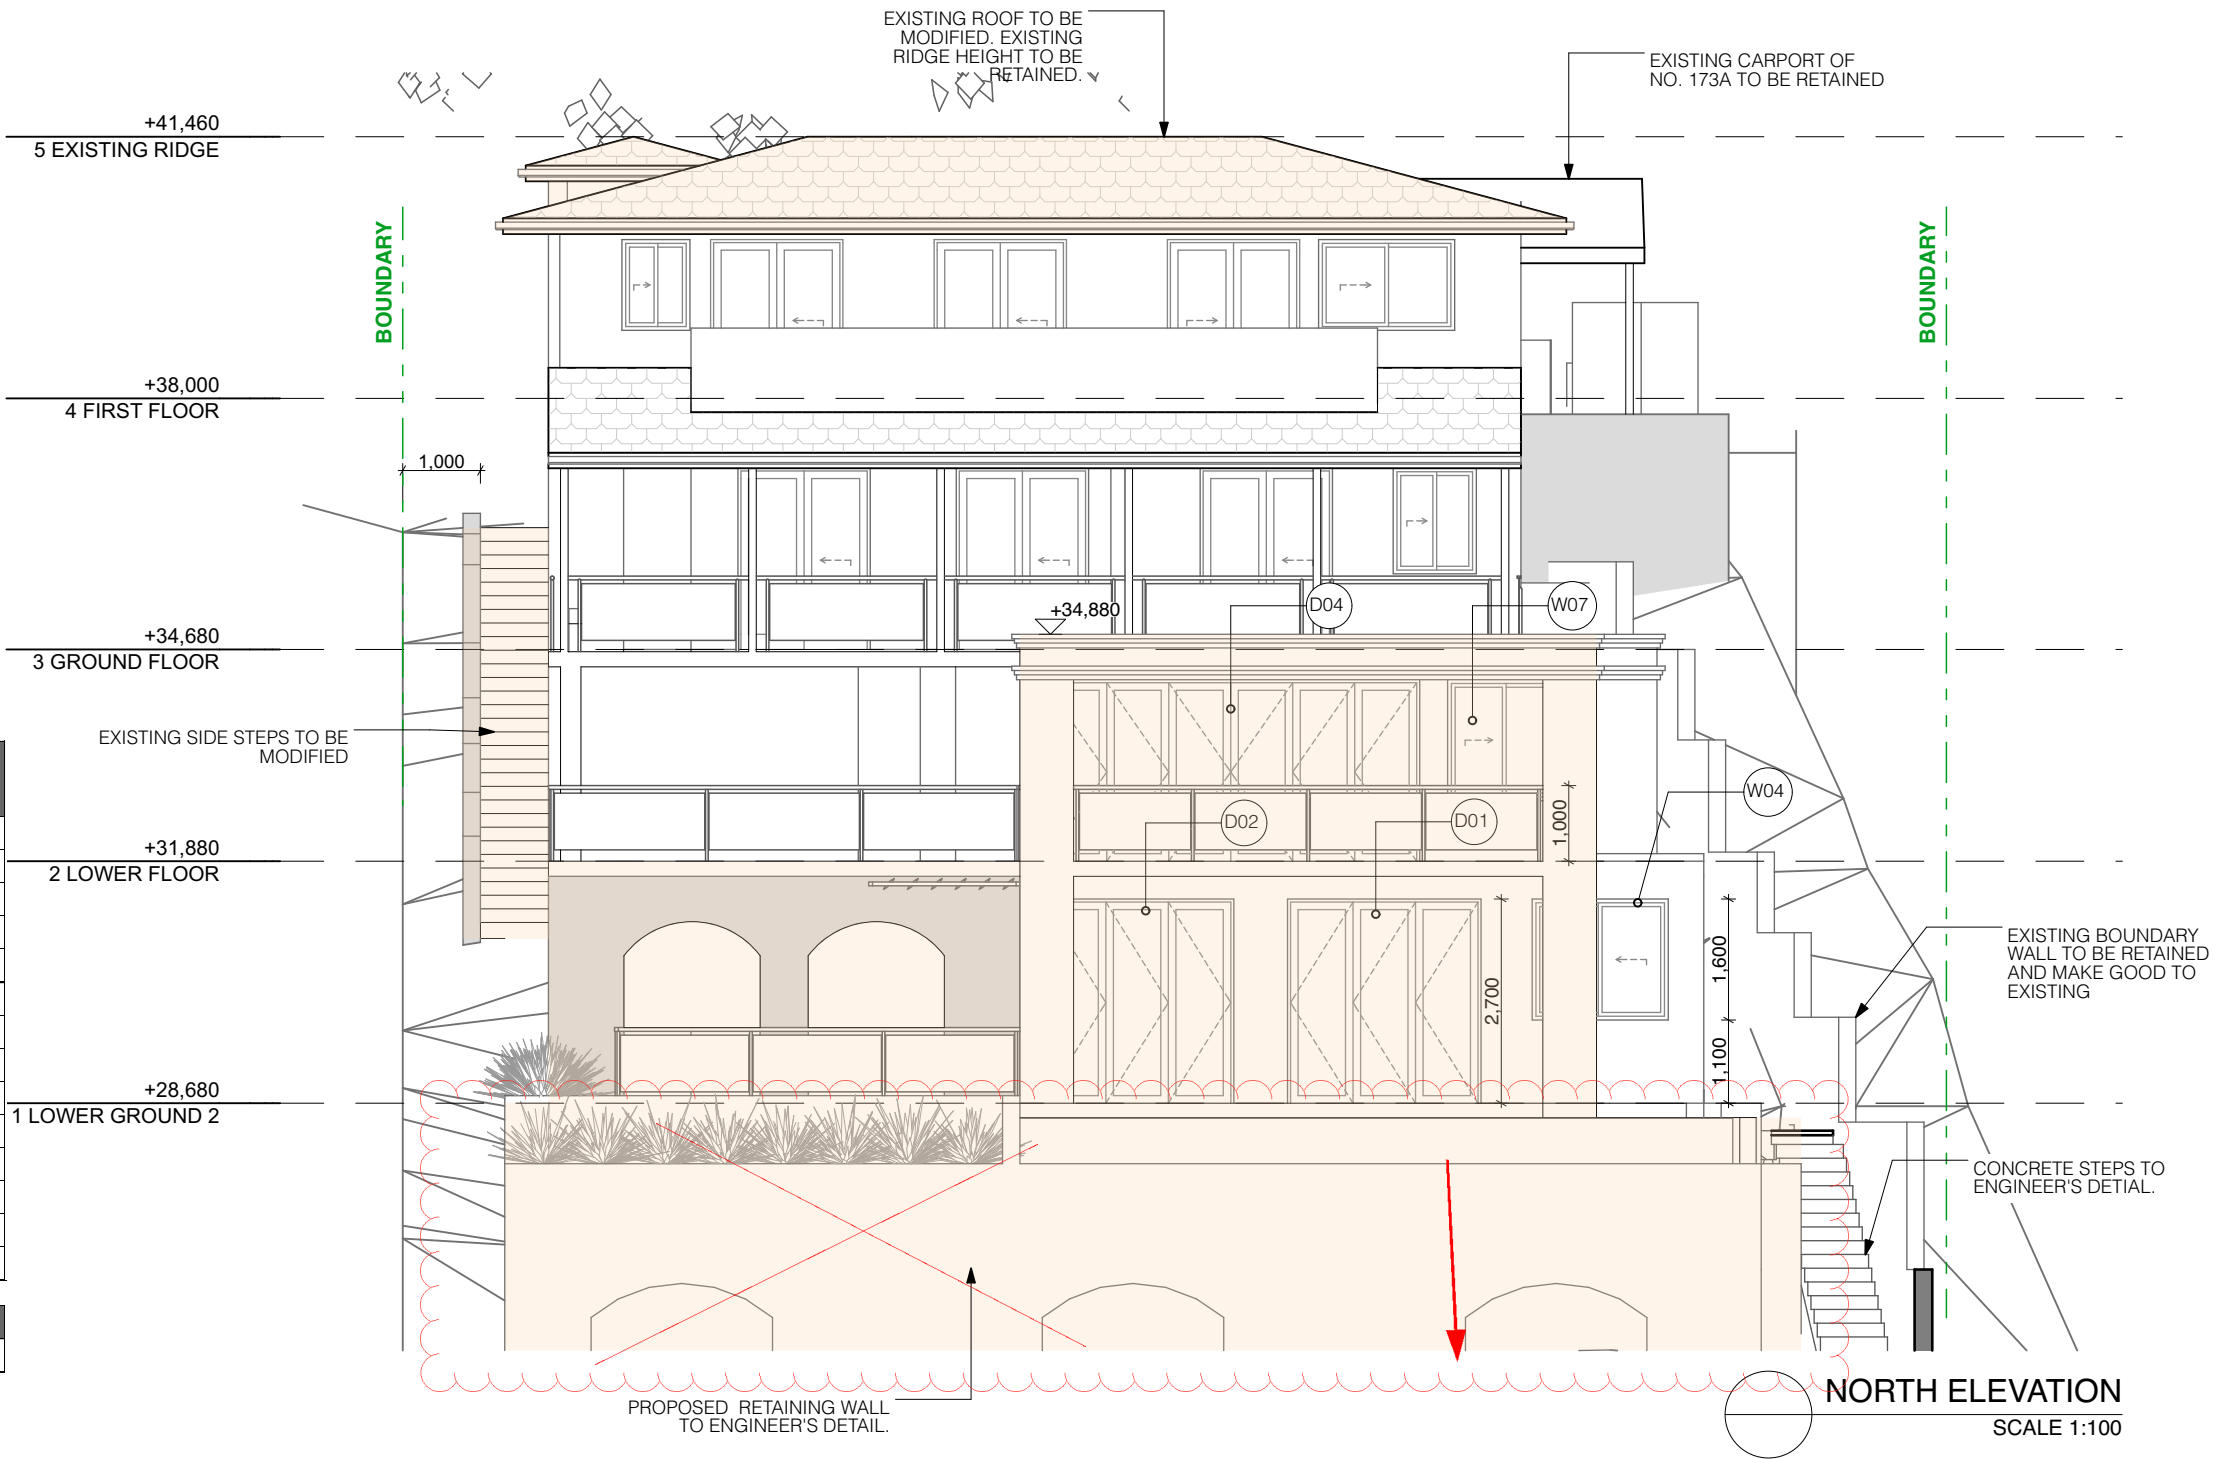 EXISTING ROOF TO BE
MODIFIED. EXISTING
RIDGE HEIGHT TO BE
RETAINED.
EXISTING CARPORT OF
NO. 173A TO BE RETAINED
+41,460
5 EXISTING RIDGE
BOUNDARY
BOUNDARY
+38,000
4 FIRST FLOOR
1,000
+34,880
D04
W07
+34,680
3 GROUND FLOOR
EXISTING SIDE STEPS TO BE
MODIFIED
W04
D02
D01
1,000
+31,880
2 LOWER FLOOR
EXISTING BOUNDARY
WALL TO BE RETAINED
AND MAKE GOOD TO
EXISTING
2,700
1,600
1,100
+28,680
1 LOWER GROUND 2
CONCRETE STEPS TO
ENGINEER'S DETIAL.
PROPOSED RETAINING WALL
TO ENGINEER'S DETAIL.
NORTH ELEVATION
SCALE 1:100